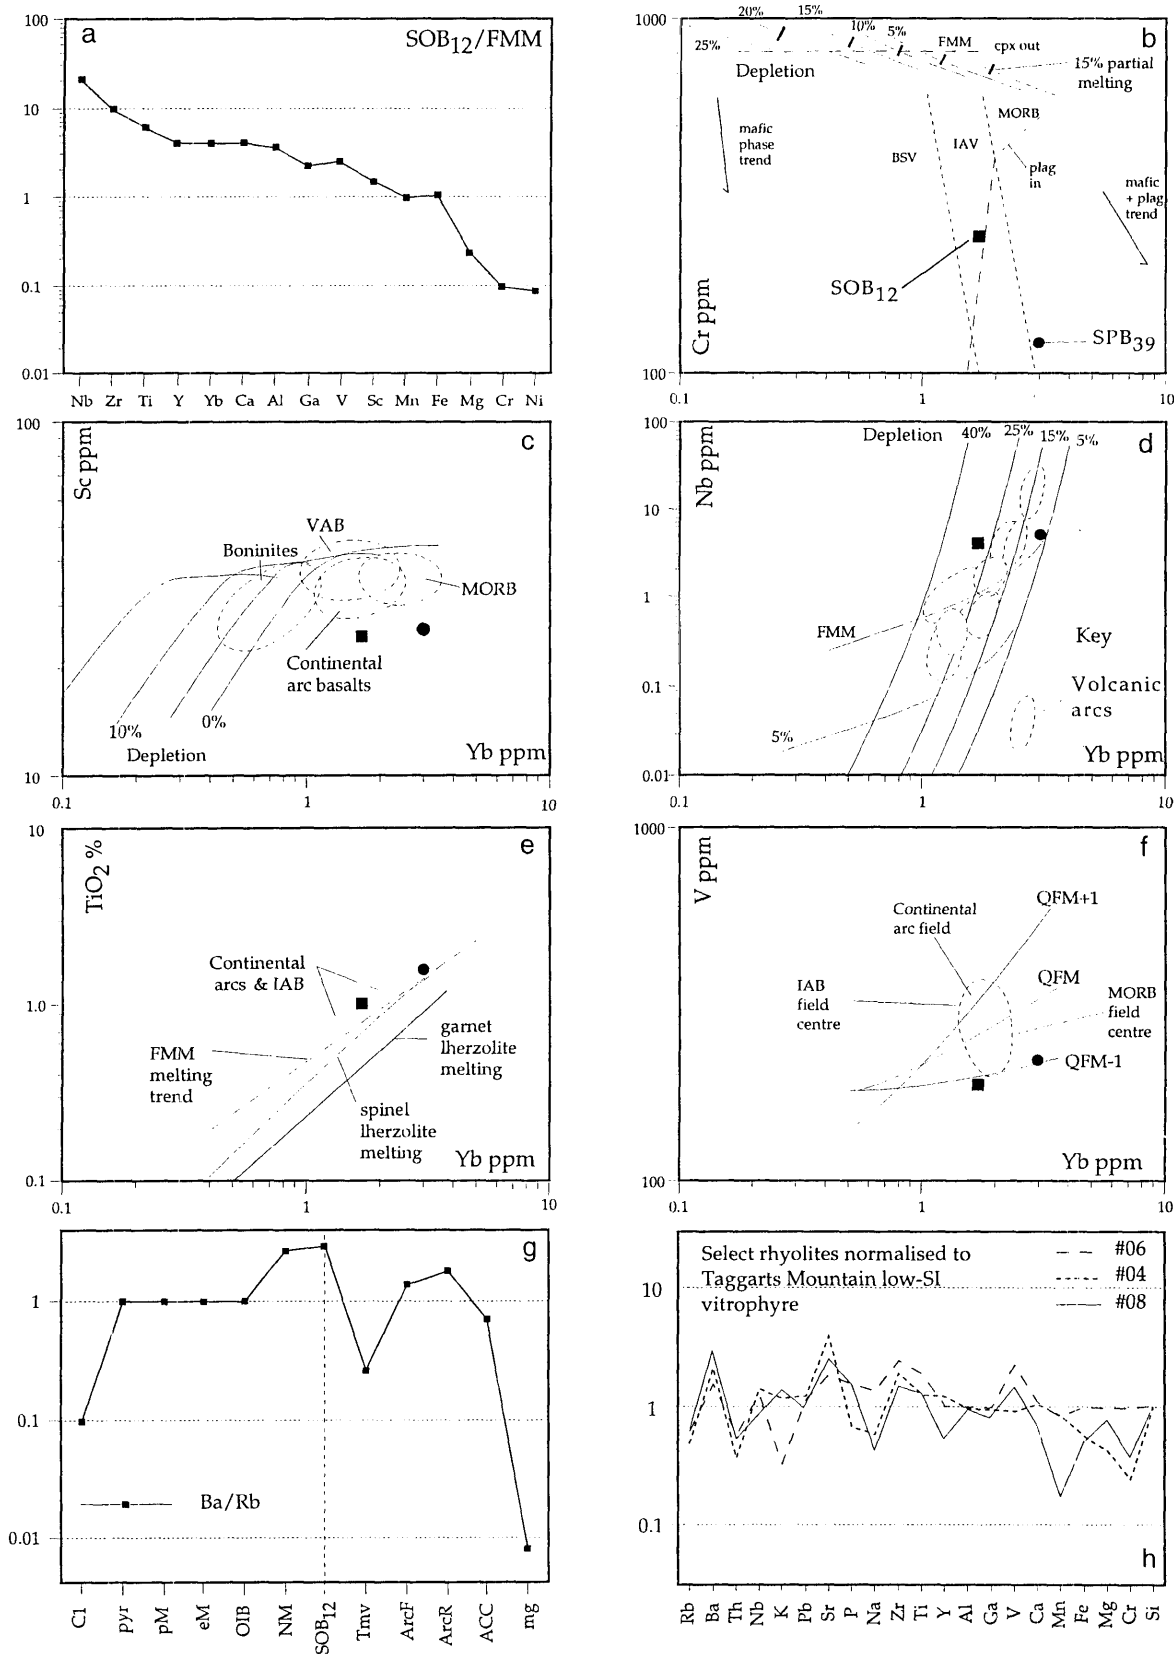 a
SOB12/FMM
100
10
1
0.1
0.01
Nb Zr Ti Y Yb Ca Al Ga V Sc Mn Fe Mg Cr Ni
b
1000
100
Cr ppm
20% 15%
10%
5%
25%
FMM
cpx out
Depletion
15% partial
melting
mafic
phase
trend
BSV
IAV
MORB
plag
in
mafic
+ plag
trend
SOB12
SPB39
0.1 1 10
c
100
10
Sc ppm
VAB
Boninites
MORB
Continental
arc basalts
10%
0%
Depletion
Yb ppm
0.1 1 10
d
100
10
1
0.1
0.01
Nb ppm
Depletion 40% 25% 15% 5%
FMM
Key
Volcanic
arcs
5%
Yb ppm
0.1 1 10
e
10
1.0
0.1
TiO2 %
Continental
arcs & IAB
FMM
melting
trend
garnet
lherzolite
melting
spinel
lherzolite
melting
Yb ppm
0.1 1 10
f
1000
100
V ppm
Continental
arc field
QFM+1
IAB
field
centre
QFM
MORB
field
centre
QFM-1
Yb ppm
0.1 1 10
g
1
0.1
0.01
Ba/Rb
C1 pyr pM eM OIB NM SOB12 Tmv ArcF ArcR ACC mg
Select rhyolites normalised to
Taggarts Mountain low-SI
vitrophyre
#06
#04
#08
10
1
0.1
h
Rb Ba Th Nb K Pb Sr P Na Zr Ti Y Al Ga V Ca Mn Fe Mg Cr Si